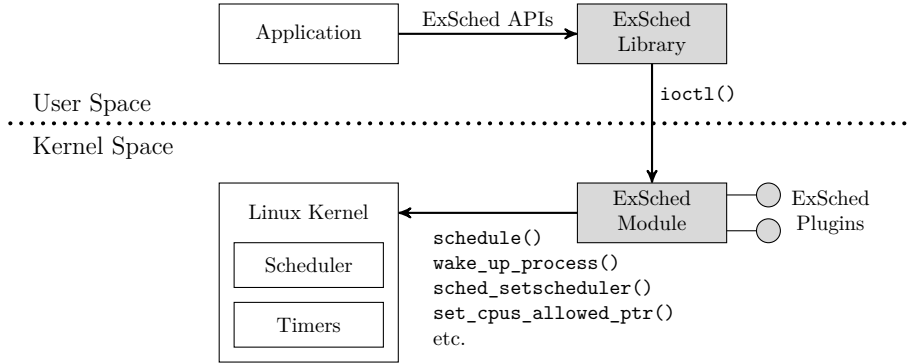 Application
ExSched APIs
ExSched
Library
ioctl()
User Space
Kernel Space
Linux Kernel
Scheduler
Timers
ExSched
Module
ExSched
Plugins
schedule()
wake_up_process()
sched_setscheduler()
set_cpus_allowed_ptr()
etc.